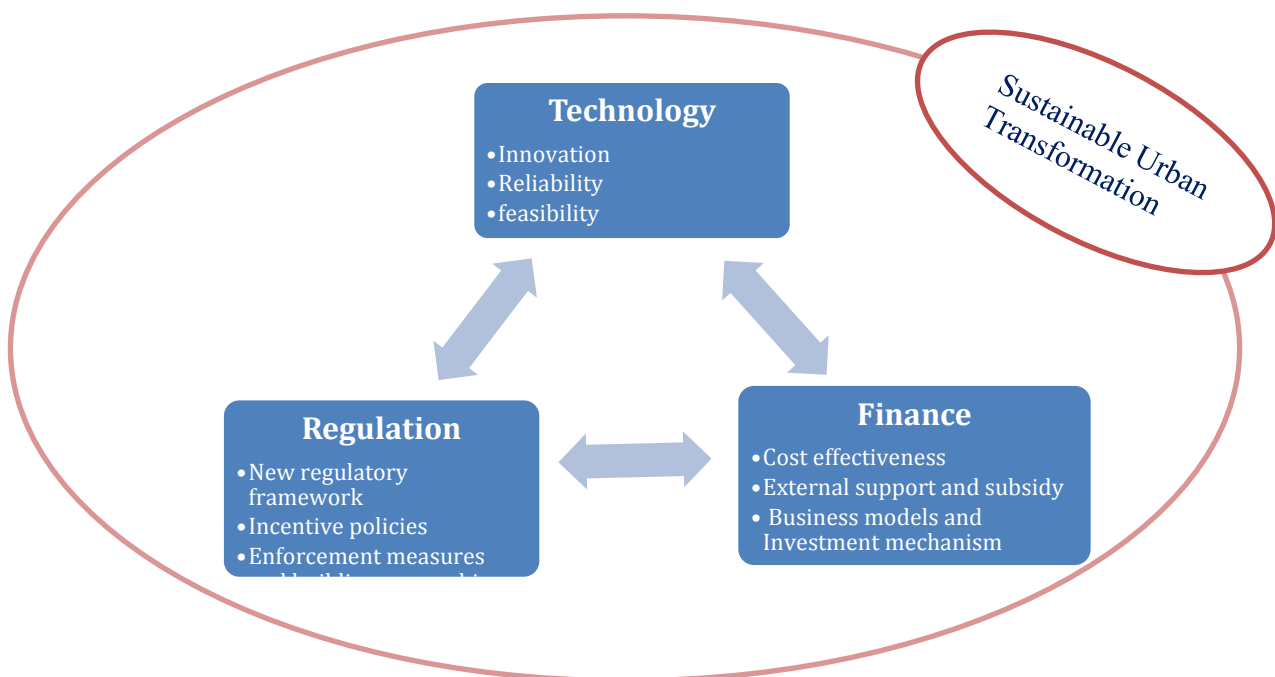 Sustainable Urban
Transformation
Technology
•Innovation
•Reliability
•feasibility
Regulation
•New regulatory
framework
•Incentive policies
•Enforcement measures
Finance
•Cost effectiveness
•External support and subsidy
• Business models and
Investment mechanism